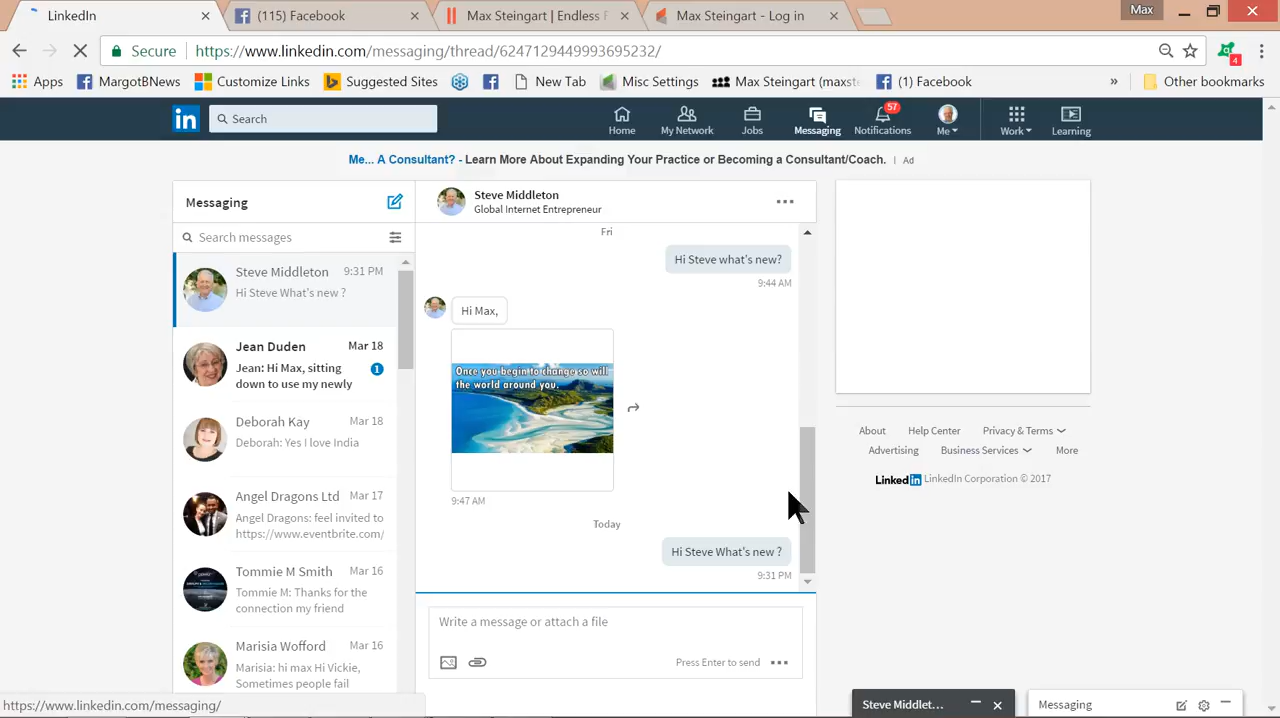 LinkedIn
(115) Facebook
Max Steingart | Endless F
Max Steingart - Log in
Max
Secure
https://www.linkedin.com/messaging/thread/6247129449993695232/
4
Apps
MargotBNews
Customize Links
Suggested Sites
New Tab
Misc Settings
Max Steingart (maxste
(1) Facebook
»
Other bookmarks
in
Search
Home
My Network
Jobs
Messaging
57
Notifications
Me
Work
Learning
Me... A Consultant? - Learn More About Expanding Your Practice or Becoming a Consultant/Coach. | Ad
Messaging
Search messages
Steve Middleton 9:31 PM
Hi Steve What's new ?
Jean Duden Mar 18
Jean: Hi Max, sitting
down to use my newly
1
Deborah Kay Mar 18
Deborah: Yes I love India
Angel Dragons Ltd Mar 17
Angel Dragons: feel invited to
https://www.eventbrite.com/
Tommie M Smith Mar 16
Tommie M: Thanks for the
connection my friend
Marisia Wofford Mar 16
Marisia: hi max Hi Vickie,
Sometimes people fail
Steve Middleton
Global Internet Entrepreneur
Fri
Hi Steve what's new?
9:44 AM
Hi Max,
Once you begin to change so will
the world around you.
9:47 AM
Today
Hi Steve What's new ?
9:31 PM
Write a message or attach a file
Press Enter to send
About
Help Center
Privacy & Terms
Advertising
Business Services
More
Linkedin LinkedIn Corporation © 2017
https://www.linkedin.com/messaging/
Steve Middlet...
Messaging